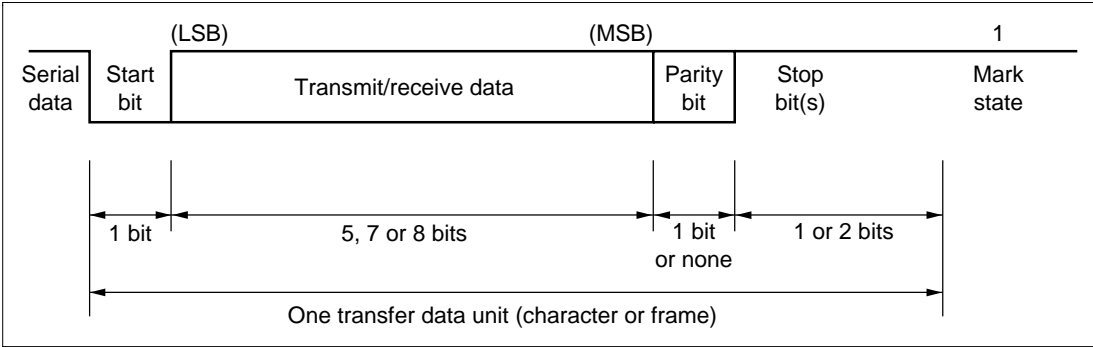 (LSB) (MSB) 1
Serial data
Start bit
Transmit/receive data
Parity bit
Stop bit(s)
Mark state
1 bit
5, 7 or 8 bits
1 bit or none
1 or 2 bits
One transfer data unit (character or frame)